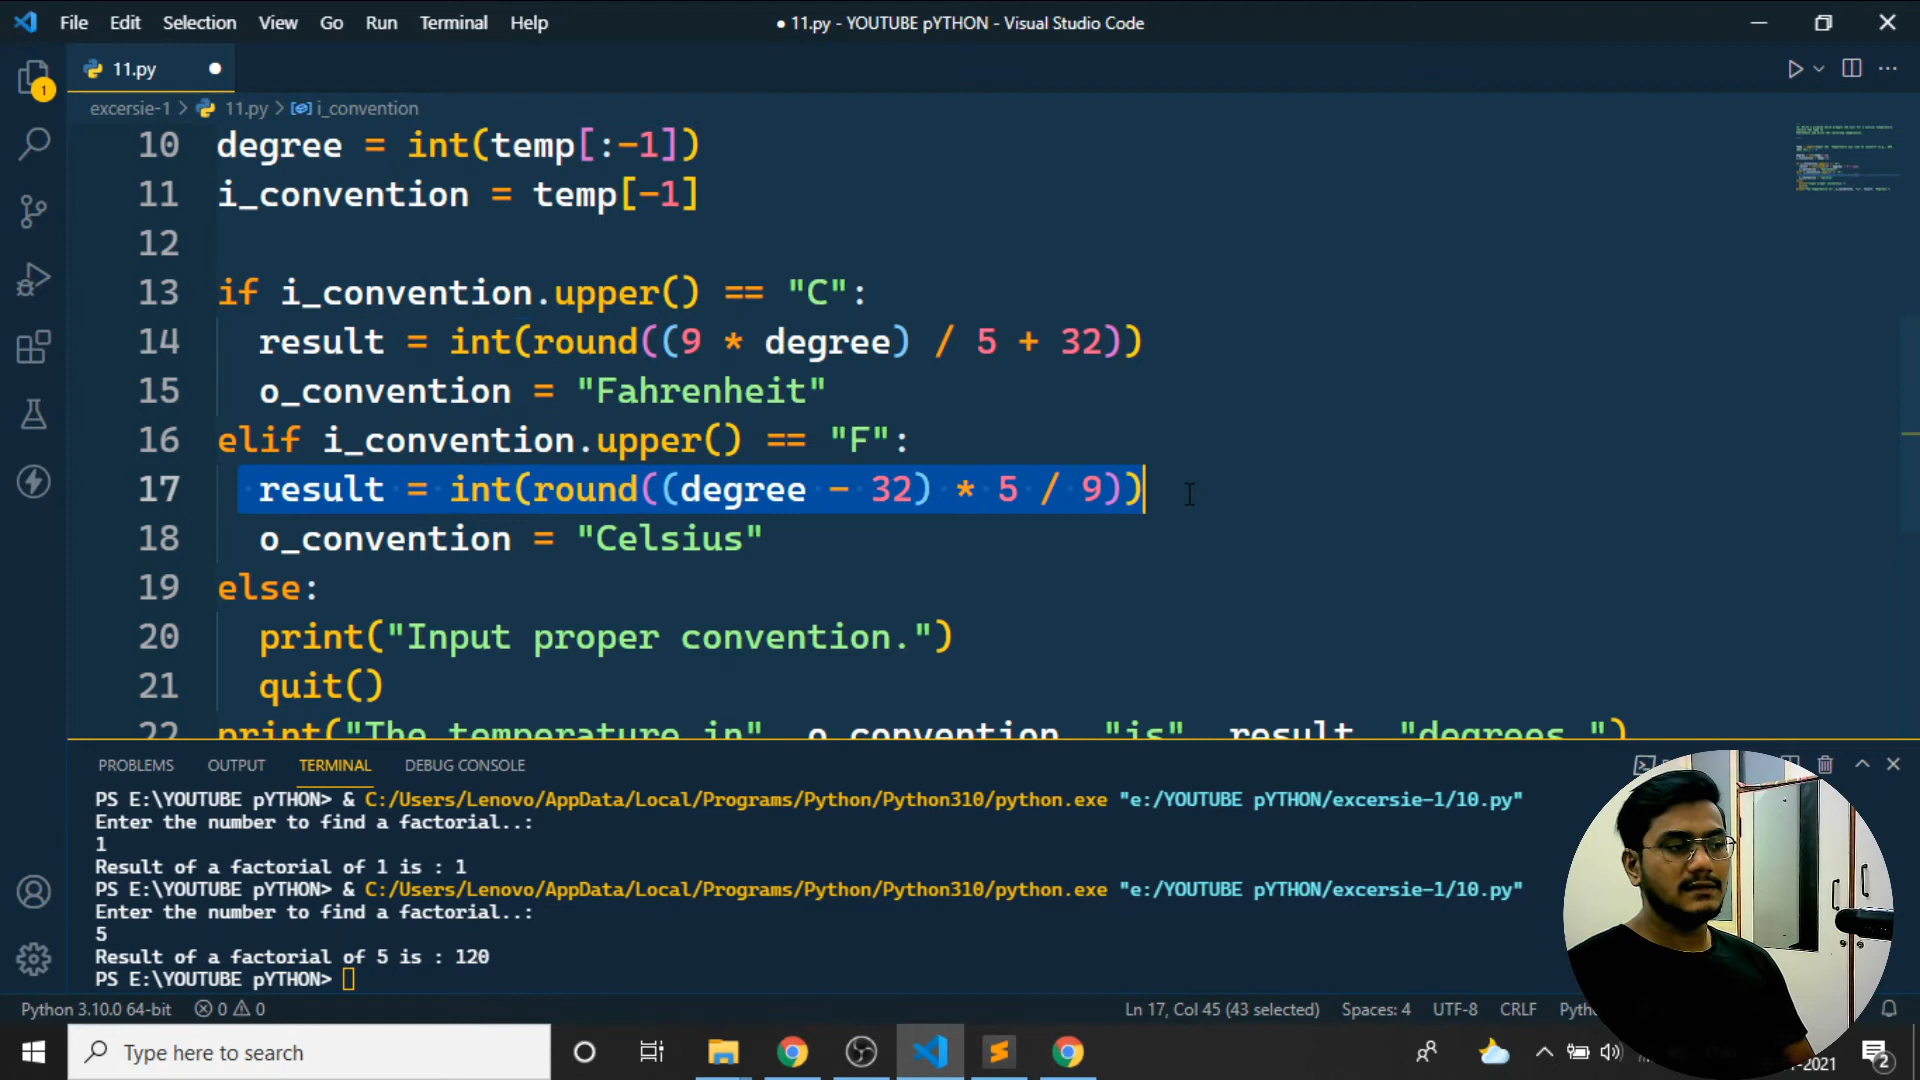 File Edit Selection View Go Run Terminal Help
● 11.py - YOUTUBE pYTHON - Visual Studio Code
11.py
1
excersie-1 > 11.py > i_convention
10 degree = int(temp[:-1])
11 i_convention = temp[-1]
12
13 if i_convention.upper() == "C":
14 result = int(round((9 * degree) / 5 + 32))
15 o_convention = "Fahrenheit"
16 elif i_convention.upper() == "F":
17 result = int(round((degree - 32) * 5 / 9))
18 o_convention = "Celsius"
19 else:
20 print("Input proper convention.")
21 quit()
22 print("The temperature in", o_convention, "is", result, "degrees.")
PROBLEMS OUTPUT TERMINAL DEBUG CONSOLE
PS E:\YOUTUBE pYTHON> & C:/Users/Lenovo/AppData/Local/Programs/Python/Python310/python.exe "e:/YOUTUBE pYTHON/excersie-1/10.py"
Enter the number to find a factorial..:
1
Result of a factorial of 1 is : 1
PS E:\YOUTUBE pYTHON> & C:/Users/Lenovo/AppData/Local/Programs/Python/Python310/python.exe "e:/YOUTUBE pYTHON/excersie-1/10.py"
Enter the number to find a factorial..:
5
Result of a factorial of 5 is : 120
PS E:\YOUTUBE pYTHON>
Python 3.10.0 64-bit 0 0 Ln 17, Col 45 (43 selected) Spaces: 4 UTF-8 CRLF
Type here to search
2